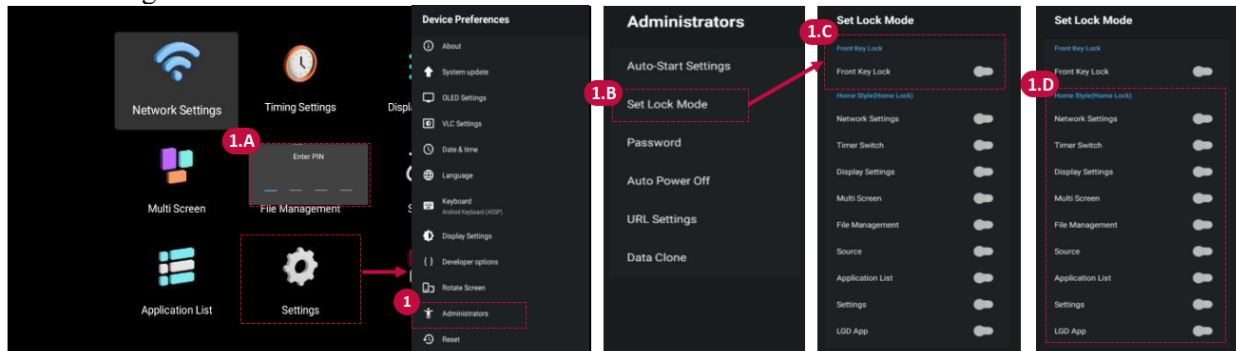 Network Settings
Timing Settings
1.A
Enter PIN
Multi Screen
File Management
Application List
Settings
Device Preferences
About
System update
OLED Settings
VLC Settings
Date & time
Language
Keyboard
Android Keyboard (AOSP)
Display Settings
{ } Developer options
Rotate Screen
1
Administrators
Reset
Administrators
Auto-Start Settings
1.B
Set Lock Mode
Password
Auto Power Off
URL Settings
Data Clone
Set Lock Mode
1.C
Front Key Lock
Front Key Lock
Home Style(Home Lock)
Network Settings
Timer Switch
Display Settings
Multi Screen
File Management
Source
Application List
Settings
LGD App
Set Lock Mode
Front Key Lock
Front Key Lock
1.D
Home Style(Home Lock)
Network Settings
Timer Switch
Display Settings
Multi Screen
File Management
Source
Application List
Settings
LGD App